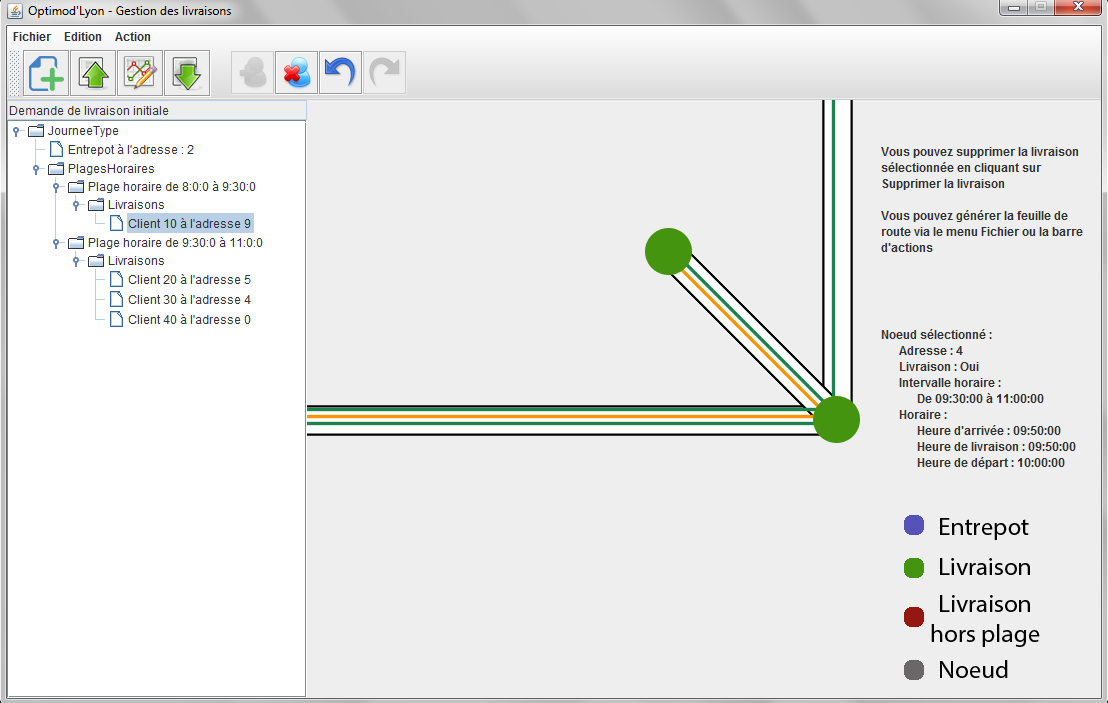 Optimod'Lyon - Gestion des livraisons
Fichier Edition Action
Demande de livraison initiale
JourneeType
Entrepot à l'adresse : 2
PlagesHoraires
Plage horaire de 8:0:0 à 9:30:0
Livraisons
Client 10 à l'adresse 9
Plage horaire de 9:30:0 à 11:0:0
Livraisons
Client 20 à l'adresse 5
Client 30 à l'adresse 4
Client 40 à l'adresse 0
Vous pouvez supprimer la livraison
sélectionnée en cliquant sur
Supprimer la livraison
Vous pouvez générer la feuille de
route via le menu Fichier ou la barre
d'actions
Noeud sélectionné :
Adresse : 4
Livraison : Oui
Intervalle horaire :
De 09:30:00 à 11:00:00
Horaire :
Heure d'arrivée : 09:50:00
Heure de livraison : 09:50:00
Heure de départ : 10:00:00
Entrepot
Livraison
Livraison
hors plage
Noeud